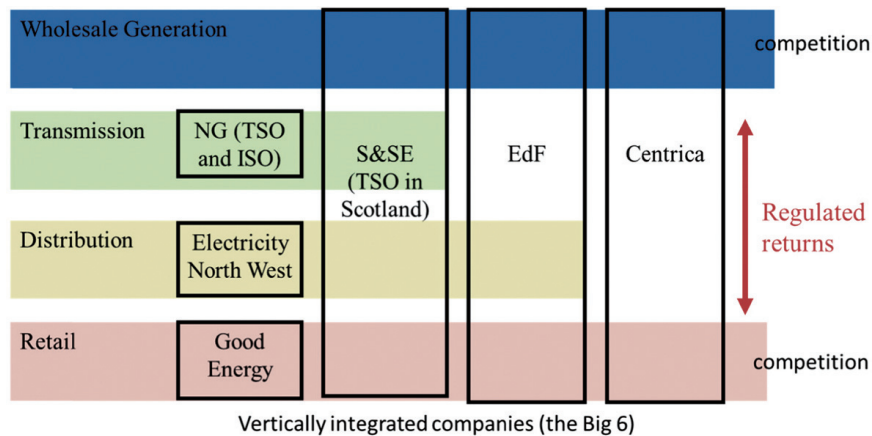 Wholesale Generation
competition
Transmission
NG (TSO
and ISO)
S&SE
(TSO in
Scotland)
EdF
Centrica
Regulated
returns
Distribution
Electricity
North West
Retail
Good
Energy
competition
Vertically integrated companies (the Big 6)